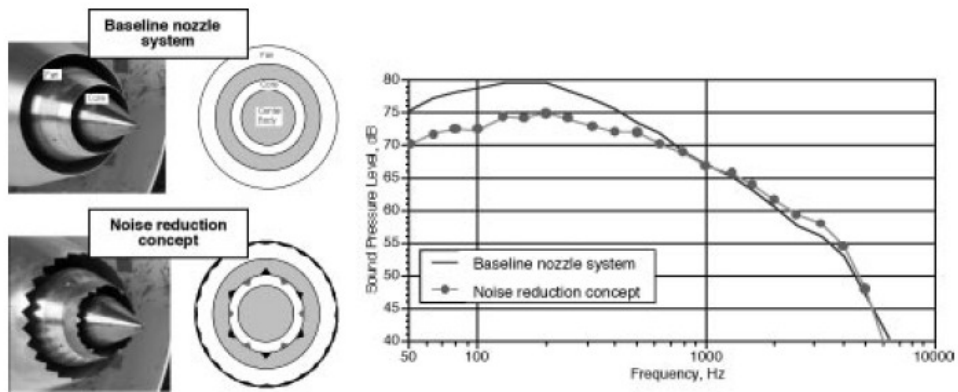 Baseline nozzle
system
Fan
Core
Fan
Core
Center
Body
Noise reduction
concept
80
75
70
65
60
55
50
45
40
Sound Pressure Level, dB
Baseline nozzle system
Noise reduction concept
50
100
1000
10000
Frequency, Hz